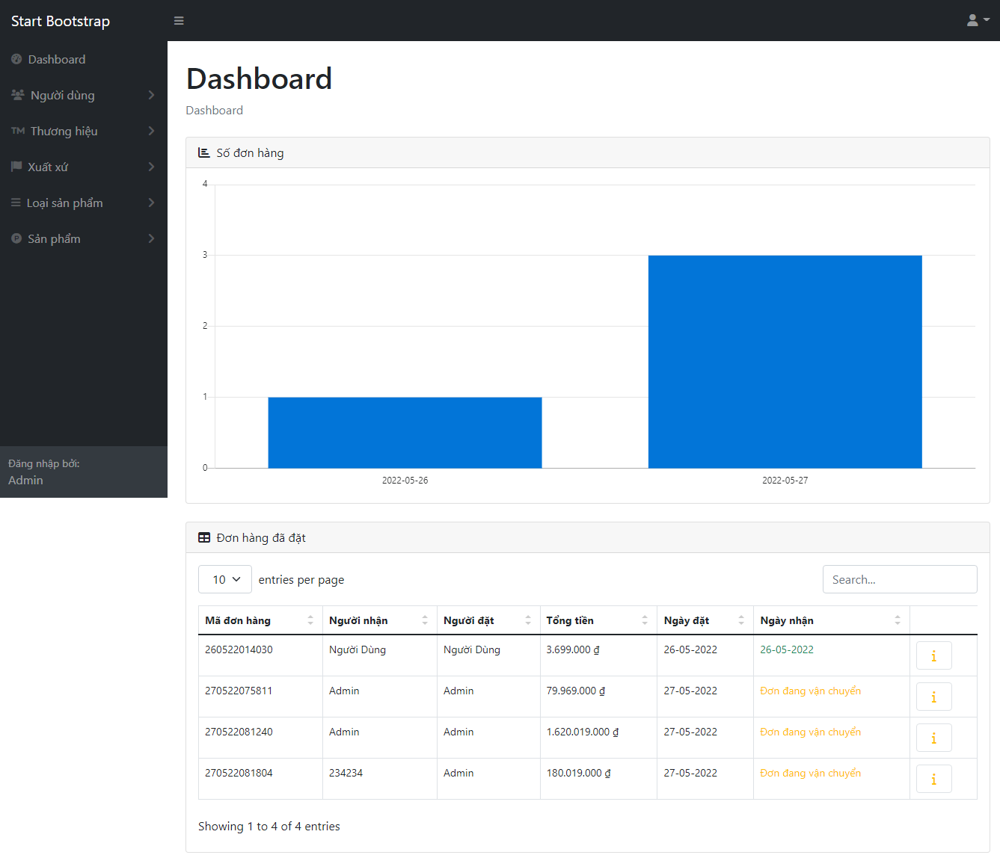 Start Bootstrap
Dashboard
Người dùng
TM Thương hiệu
Xuất xứ
Loại sản phẩm
P Sản phẩm
Đăng nhập bởi:
Admin
Dashboard
Dashboard
Số đơn hàng
4
3
2
1
0
2022-05-26 2022-05-27
Đơn hàng đã đặt
10 entries per page Search...
Mã đơn hàng Người nhận Người đặt Tổng tiền Ngày đặt Ngày nhận
260522014030 Người Dùng Người Dùng 3.699.000 ₫ 26-05-2022 26-05-2022 i
270522075811 Admin Admin 79.969.000 ₫ 27-05-2022 Đơn đang vận chuyển i
270522081240 Admin Admin 1.620.019.000 ₫ 27-05-2022 Đơn đang vận chuyển i
270522081804 234234 Admin 180.019.000 ₫ 27-05-2022 Đơn đang vận chuyển i
Showing 1 to 4 of 4 entries